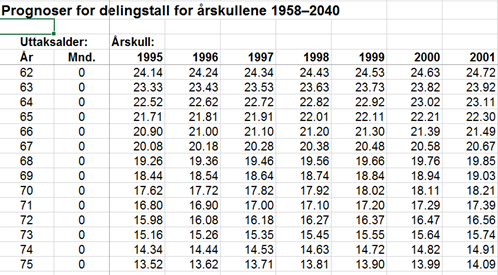 Prognoser for delingstall for årskullene 1958–2040
Uttaksalder: Årskull:
År Mnd. 1995 1996 1997 1998 1999 2000 2001
62 0 24.14 24.24 24.34 24.43 24.53 24.63 24.72
63 0 23.33 23.43 23.53 23.63 23.73 23.82 23.92
64 0 22.52 22.62 22.72 22.82 22.92 23.02 23.11
65 0 21.71 21.81 21.91 22.01 22.11 22.21 22.30
66 0 20.90 21.00 21.10 21.20 21.30 21.39 21.49
67 0 20.08 20.18 20.28 20.38 20.48 20.58 20.67
68 0 19.26 19.36 19.46 19.56 19.66 19.76 19.85
69 0 18.44 18.54 18.64 18.74 18.84 18.94 19.03
70 0 17.62 17.72 17.82 17.92 18.02 18.11 18.21
71 0 16.80 16.90 17.00 17.10 17.20 17.29 17.39
72 0 15.98 16.08 16.18 16.27 16.37 16.47 16.56
73 0 15.16 15.26 15.35 15.45 15.55 15.64 15.74
74 0 14.34 14.44 14.53 14.63 14.72 14.82 14.91
75 0 13.52 13.62 13.71 13.81 13.90 13.99 14.09